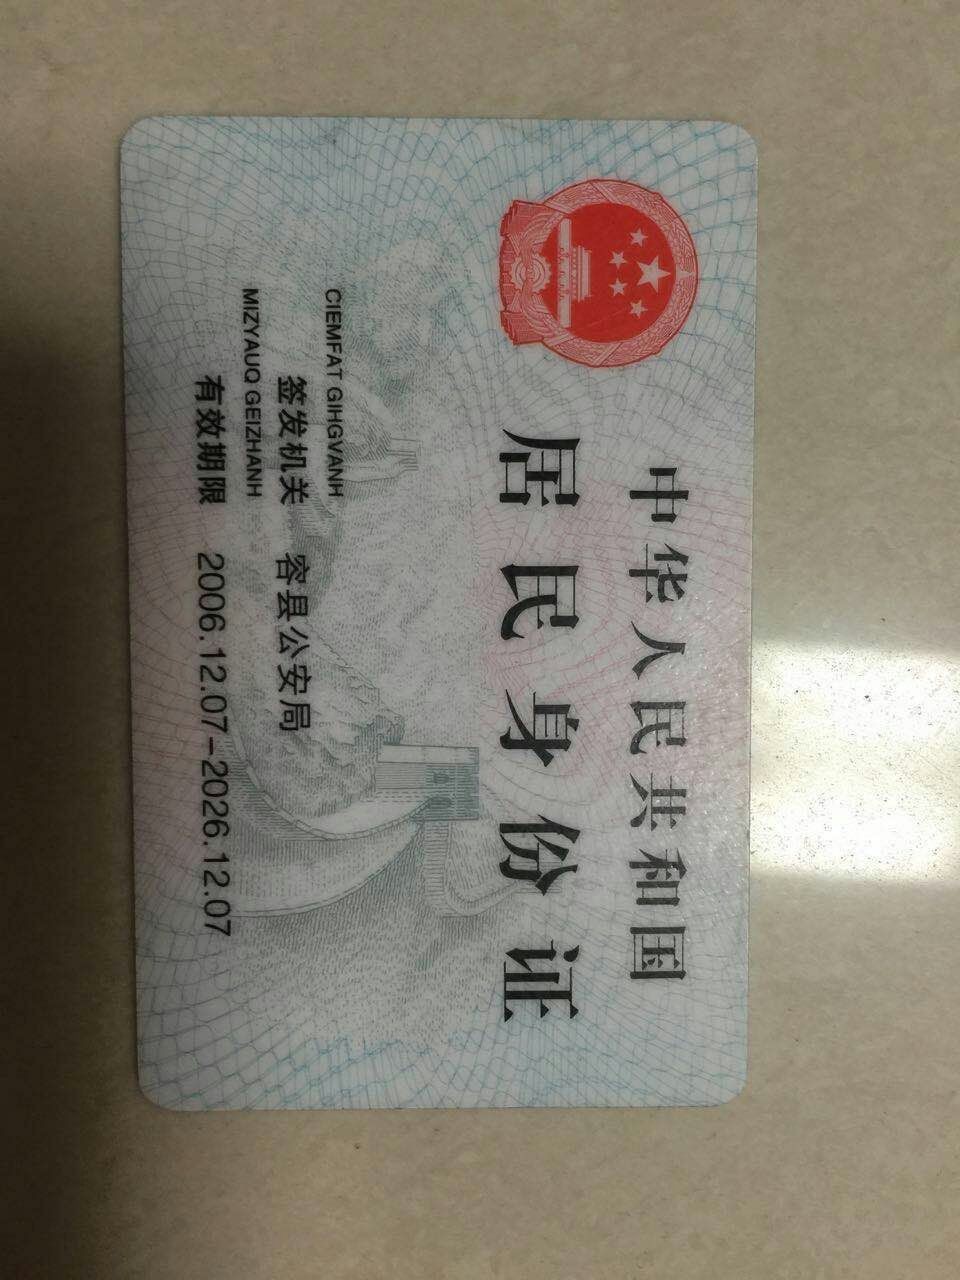 中华人民共和国
居民身份证
CIEMFAT GIHGVANH
签发机关 容县公安局
MIZYAUQ GEIZHANH
有效期限 2006.12.07-2026.12.07